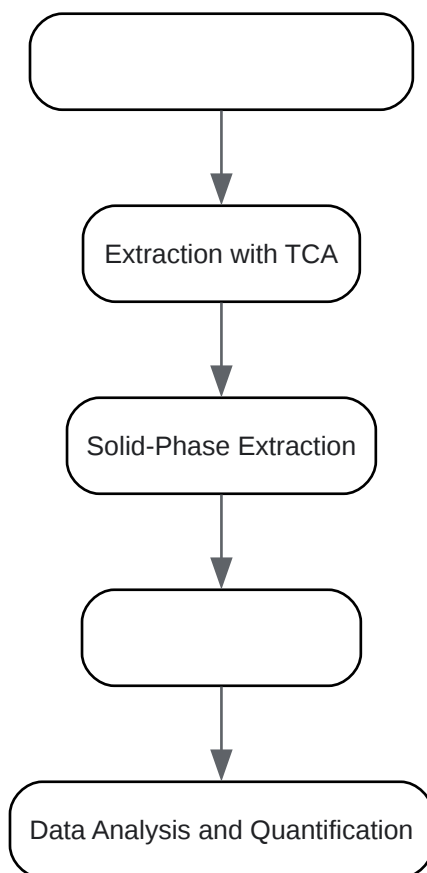 Extraction with TCA
Solid-Phase Extraction
Data Analysis and Quantification